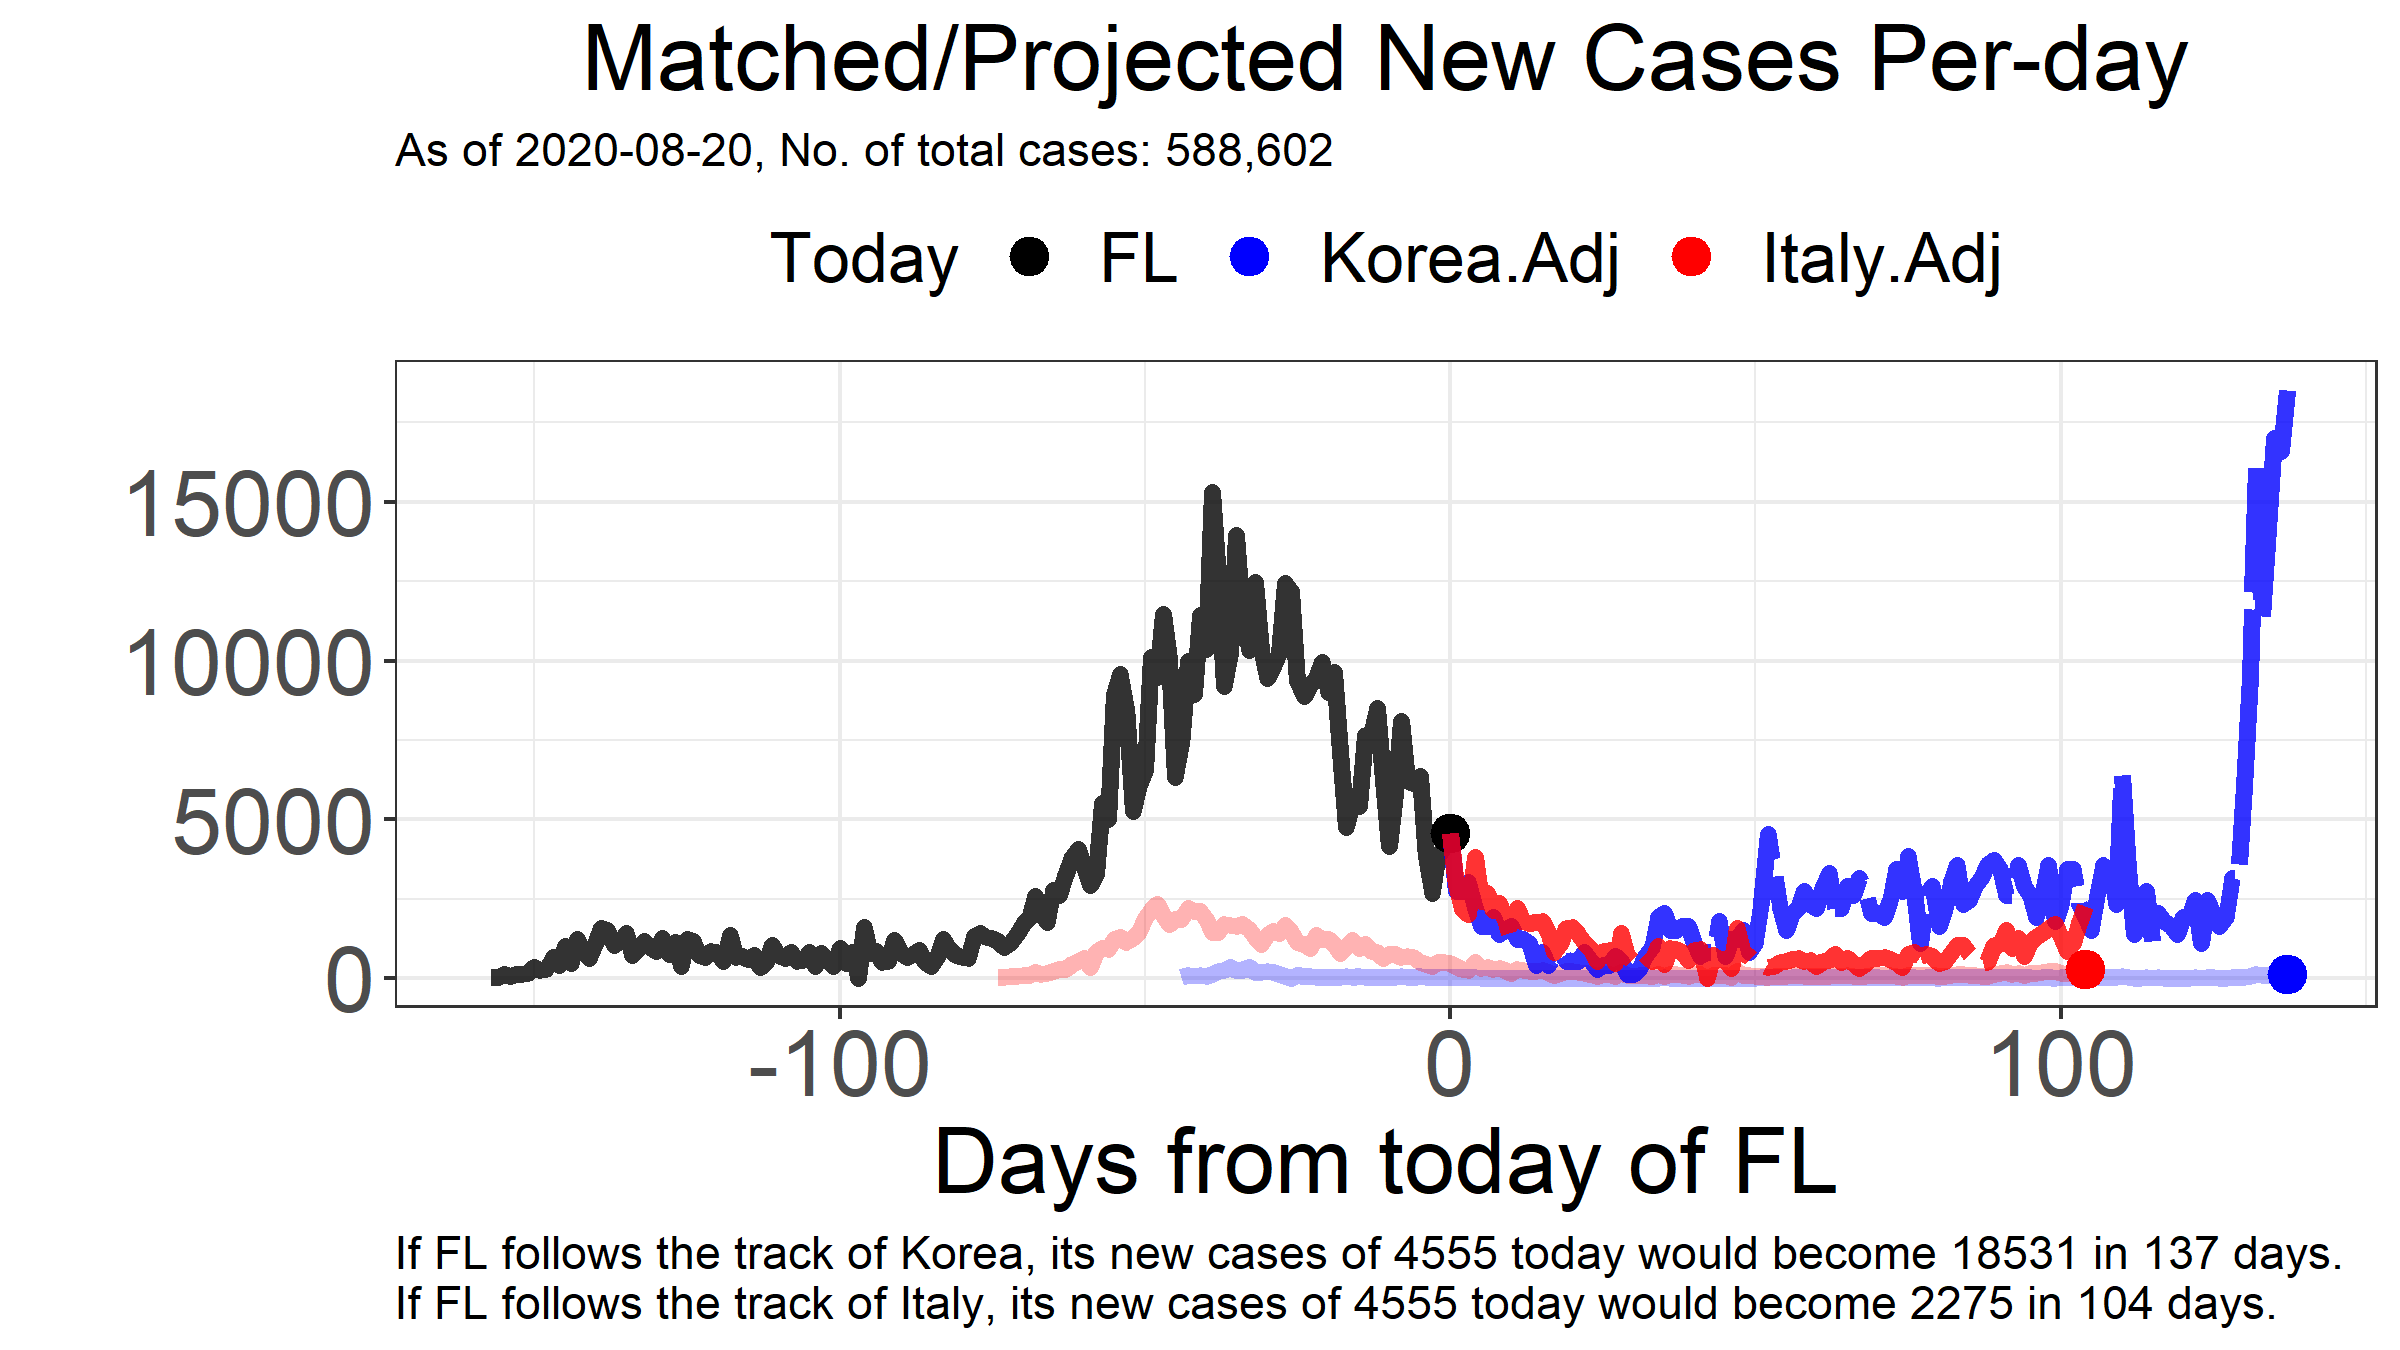 Matched/Projected New Cases Per-day
As of 2020-08-20, No. of total cases: 588,602
Today FL Korea.Adj Italy.Adj
15000
10000
5000
0
-100 0 100
Days from today of FL
If FL follows the track of Korea, its new cases of 4555 today would become 18531 in 137 days.
If FL follows the track of Italy, its new cases of 4555 today would become 2275 in 104 days.